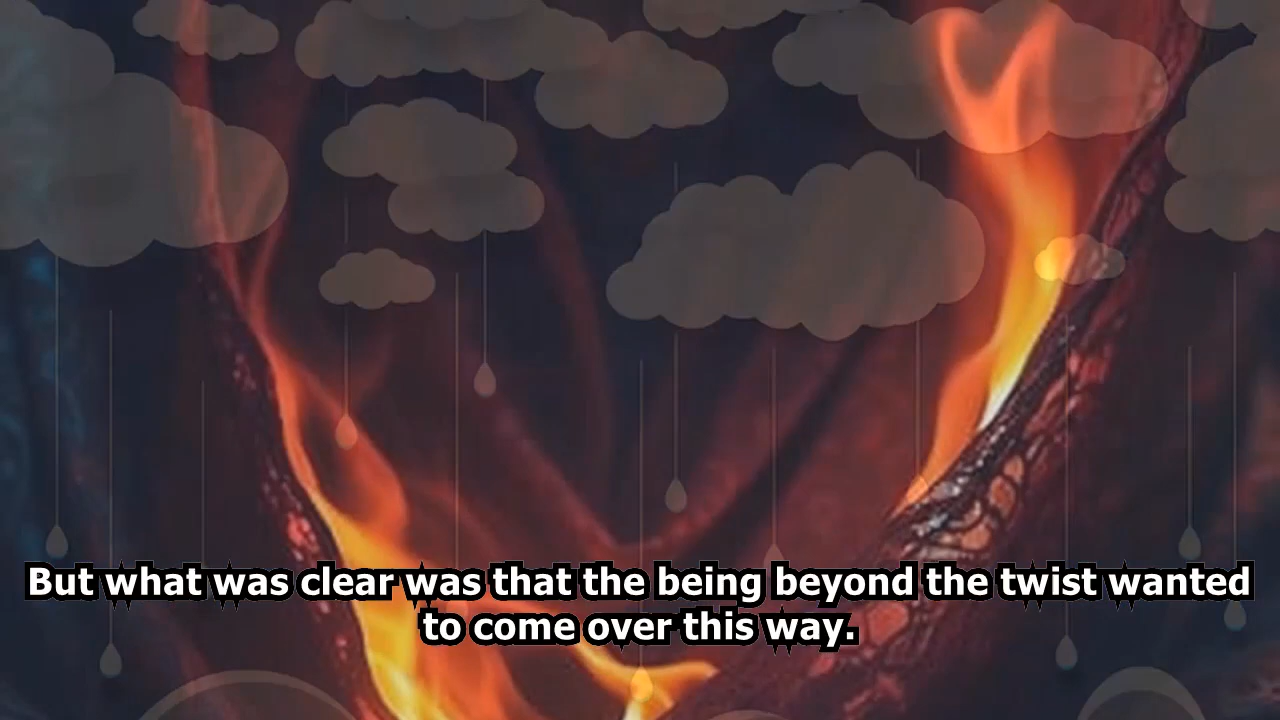 But what was clear was that the being beyond the twist wanted
to come over this way.